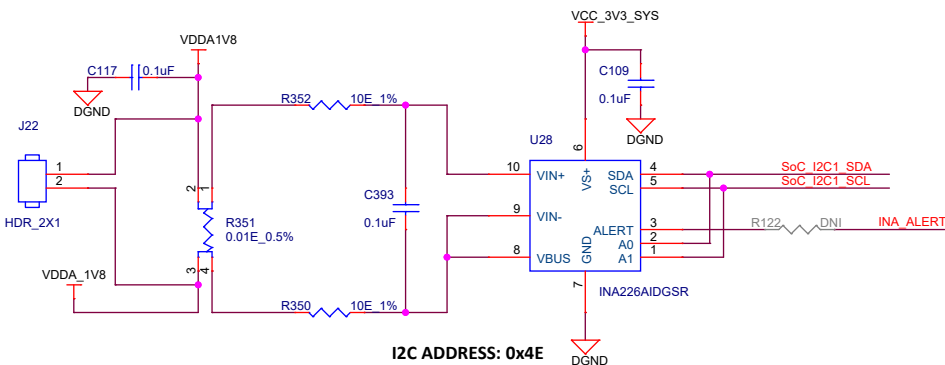 VCC_3V3_SYS
VDDA1V8
C117 0.1uF
DGND
C109
0.1uF
DGND
R352 10E_1%
J22
1
2
HDR_2X1
U28
6
10 VIN+ VS+ SDA 4 SoC_I2C1_SDA
SCL 5 SoC_I2C1_SCL
C393
0.1uF
2 1
R351
0.01E_0.5%
3 4
9 VIN-
ALERT 3 R122 DNI INA_ALERT
A0 2
8 VBUS GND A1 1
VDDA_1V8
7
INA226AIDGSR
R350 10E_1%
I2C ADDRESS: 0x4E
DGND